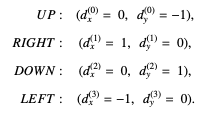 UP : (d_x^(0) = 0, d_y^(0) = −1),
RIGHT : (d_x^(1) = 1, d_y^(1) = 0),
DOWN : (d_x^(2) = 0, d_y^(2) = 1),
LEFT : (d_x^(3) = −1, d_y^(3) = 0).